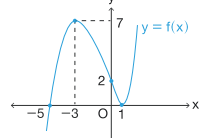 y
7
y = f(x)
2
-5 -3 O 1 x